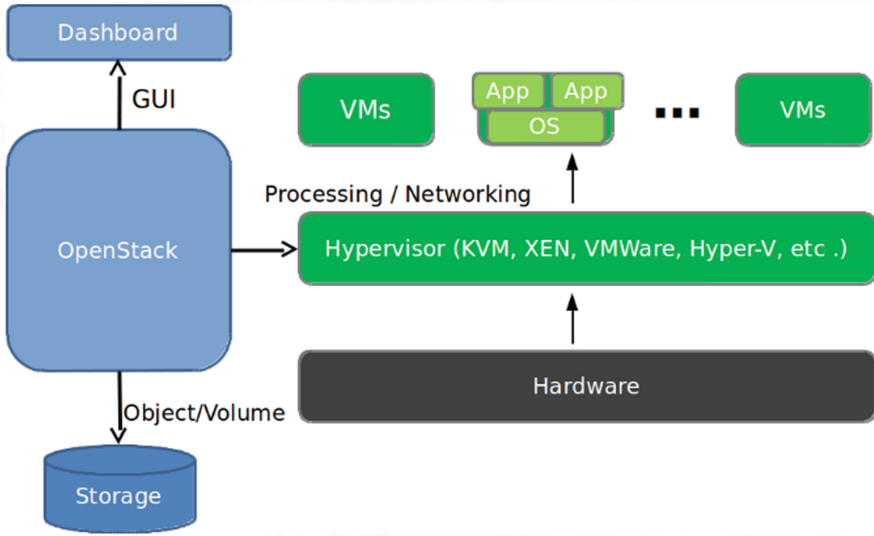 Dashboard
GUI
VMs
App
App
OS
...
VMs
Processing / Networking
OpenStack
Hypervisor (KVM, XEN, VMWare, Hyper-V, etc .)
Hardware
Object/Volume
Storage